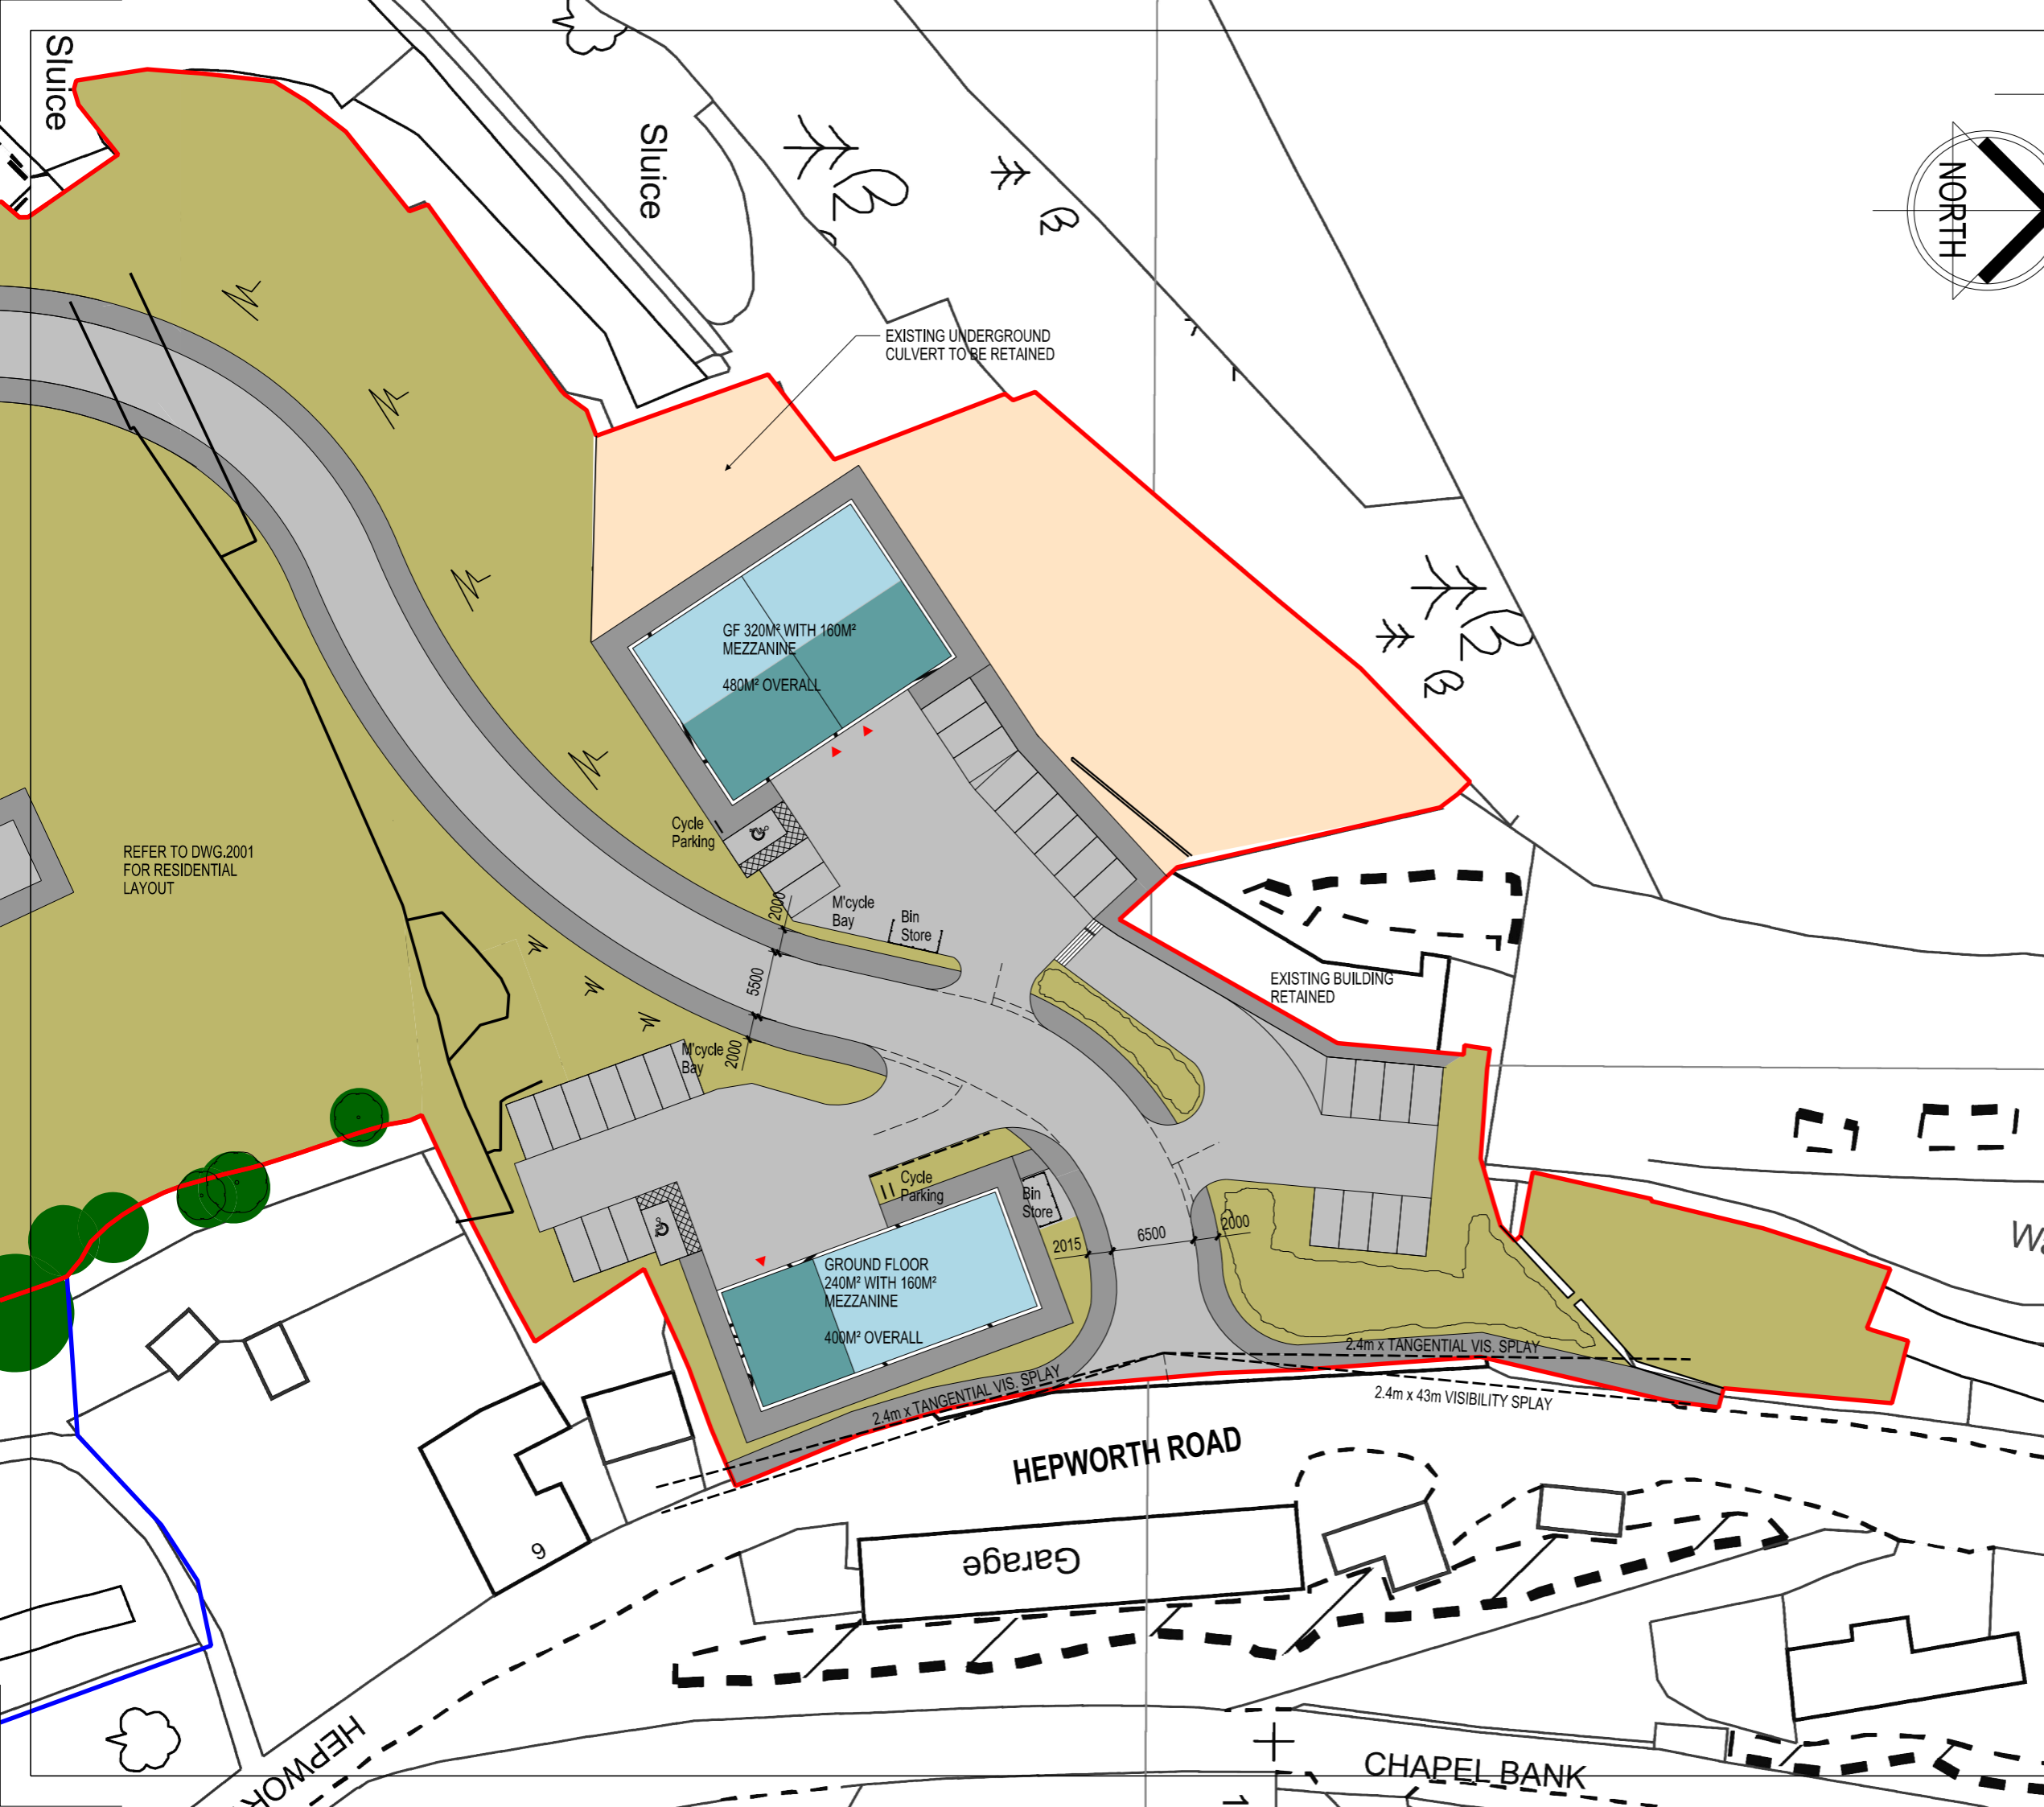 Sluice
Sluice
NORTH
EXISTING UNDERGROUND
CULVERT TO BE RETAINED
GF 320M² WITH 160M²
MEZZANINE
480M² OVERALL
Cycle
Parking
REFER TO DWG.2001
FOR RESIDENTIAL
LAYOUT
2000
M'cycle
Bay
Bin
Store
5500
EXISTING BUILDING
RETAINED
M'cycle
Bay
2000
Cycle
Parking
Bin
Store
2015
6500
2000
GROUND FLOOR
240M² WITH 160M²
MEZZANINE
400M² OVERALL
2.4m x TANGENTIAL VIS. SPLAY
2.4m x TANGENTIAL VIS. SPLAY
2.4m x 43m VISIBILITY SPLAY
HEPWORTH ROAD
Garage
6
CHAPEL BANK